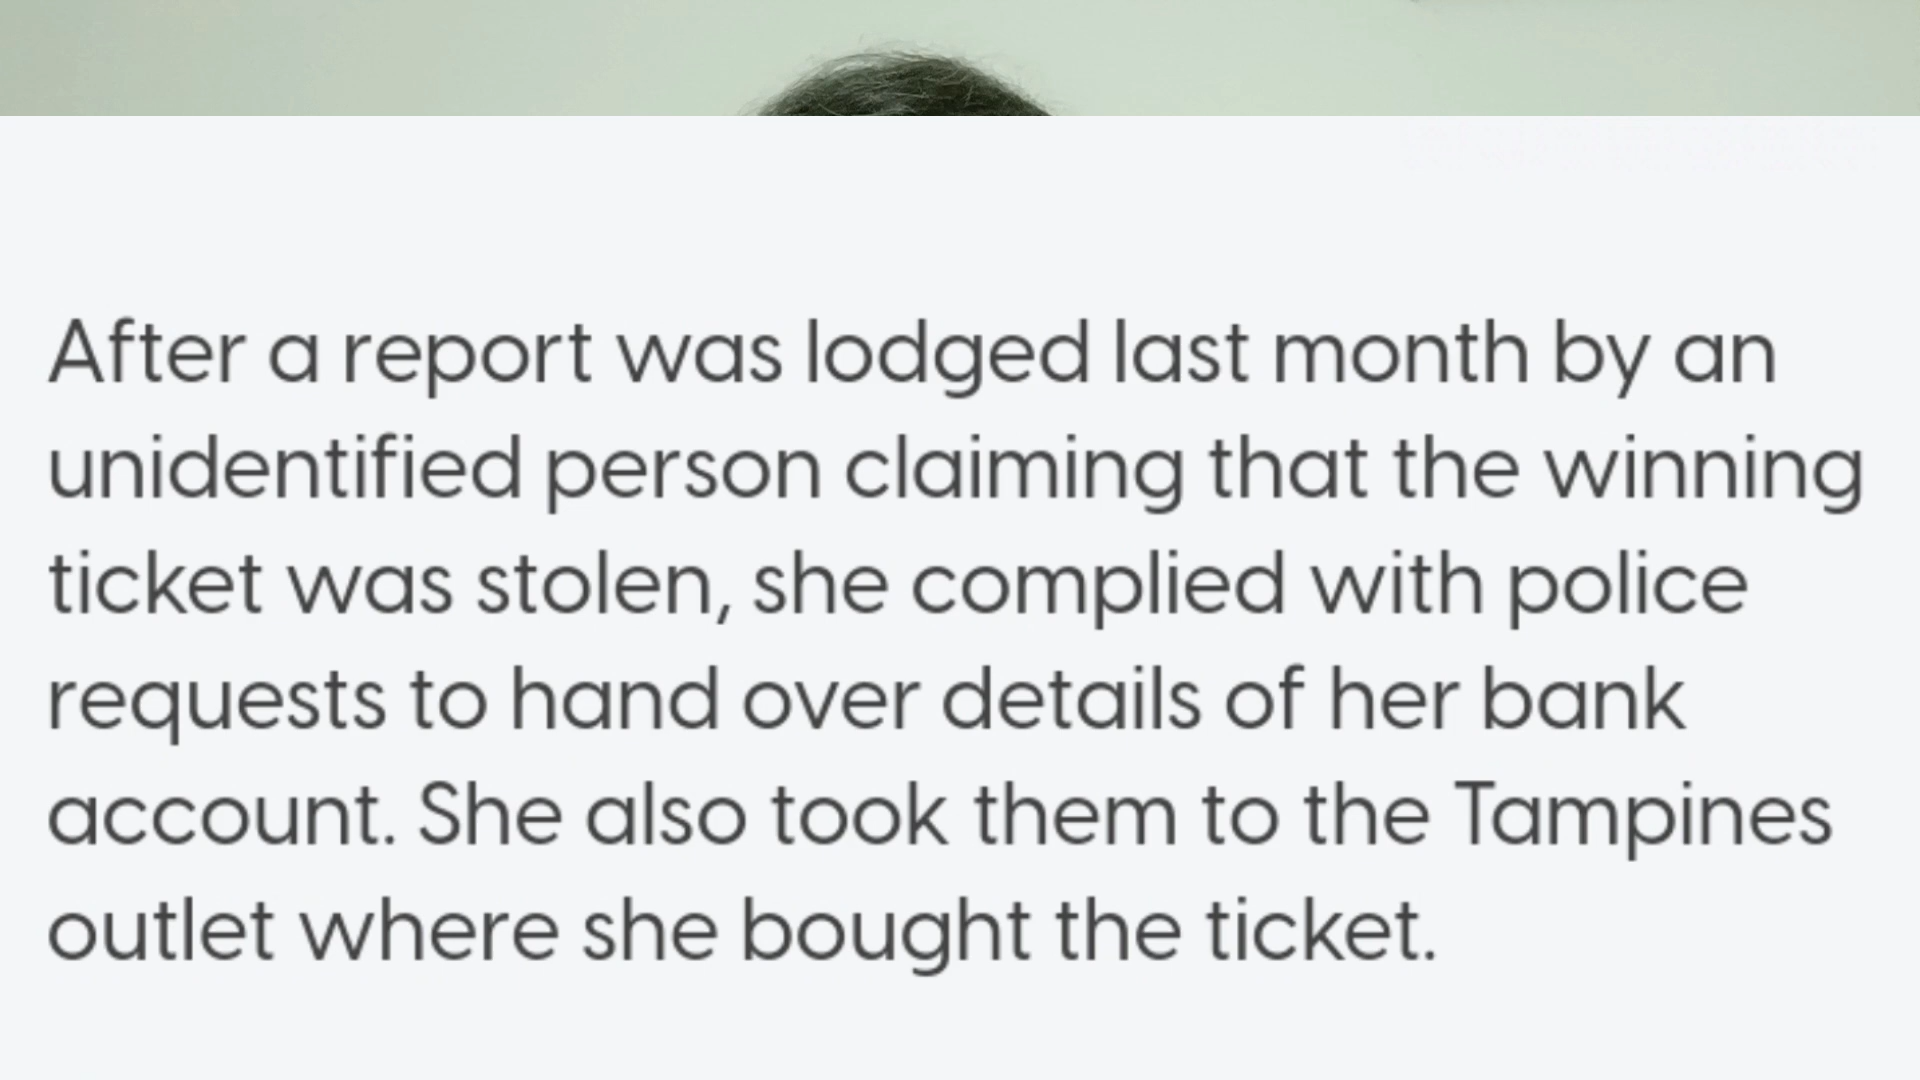 After a report was lodged last month by an
unidentified person claiming that the winning
ticket was stolen, she complied with police
requests to hand over details of her bank
account. She also took them to the Tampines
outlet where she bought the ticket.